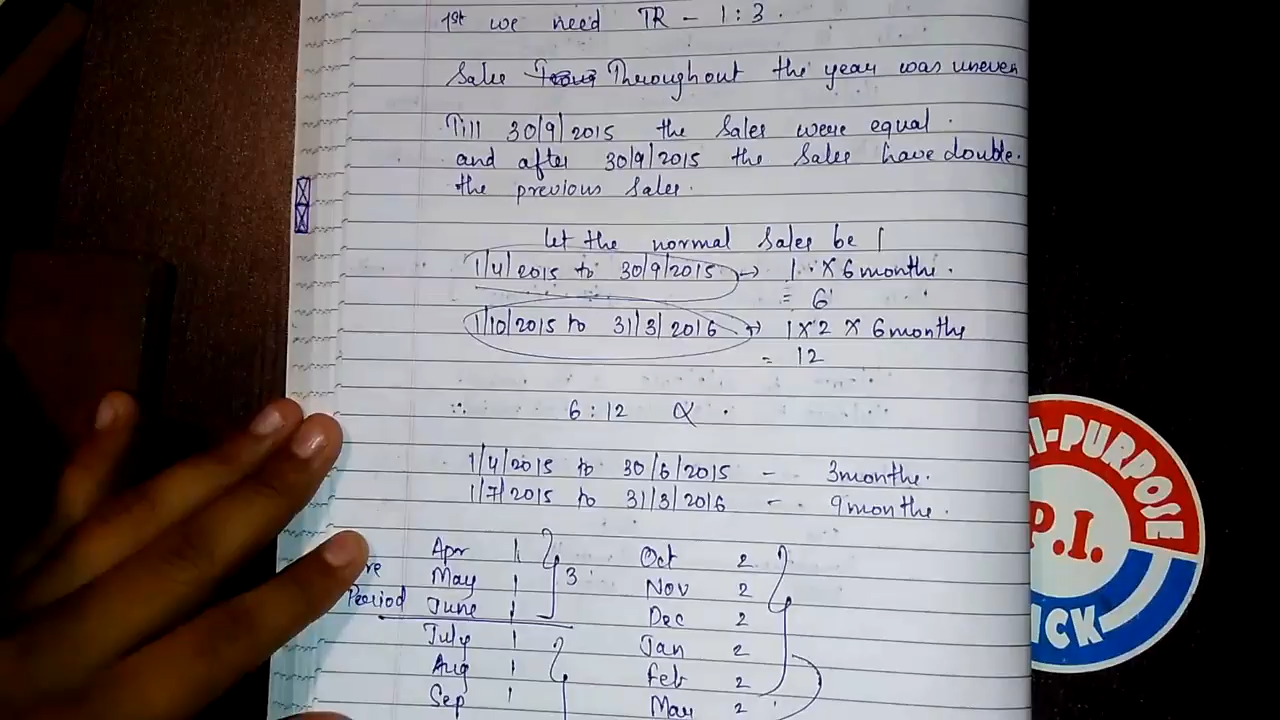 1st we need TR - 1:3.
Sales Throughout the year was uneven
Till 30/9/2015 the Sales were equal.
and after 30/9/2015 the Sales have double.
the previous Sales.
let the normal Sales be 1
1/4/2015 to 30/9/2015 → 1 × 6 months.
= 6
1/10/2015 to 31/3/2016 → 1×2 × 6 months
= 12
∴ 6:12 X
1/4/2015 to 30/6/2015 - 3 months.
1/7/2015 to 31/3/2016 - 9 months.
Apr 1 Oct 2
re May 1 3 Nov 2
Period June 1 Dec 2
July 1 Jan 2
Aug 1 Feb 2
Sep 1 Mar 2
I-PURPOSE
P.I.
ICK